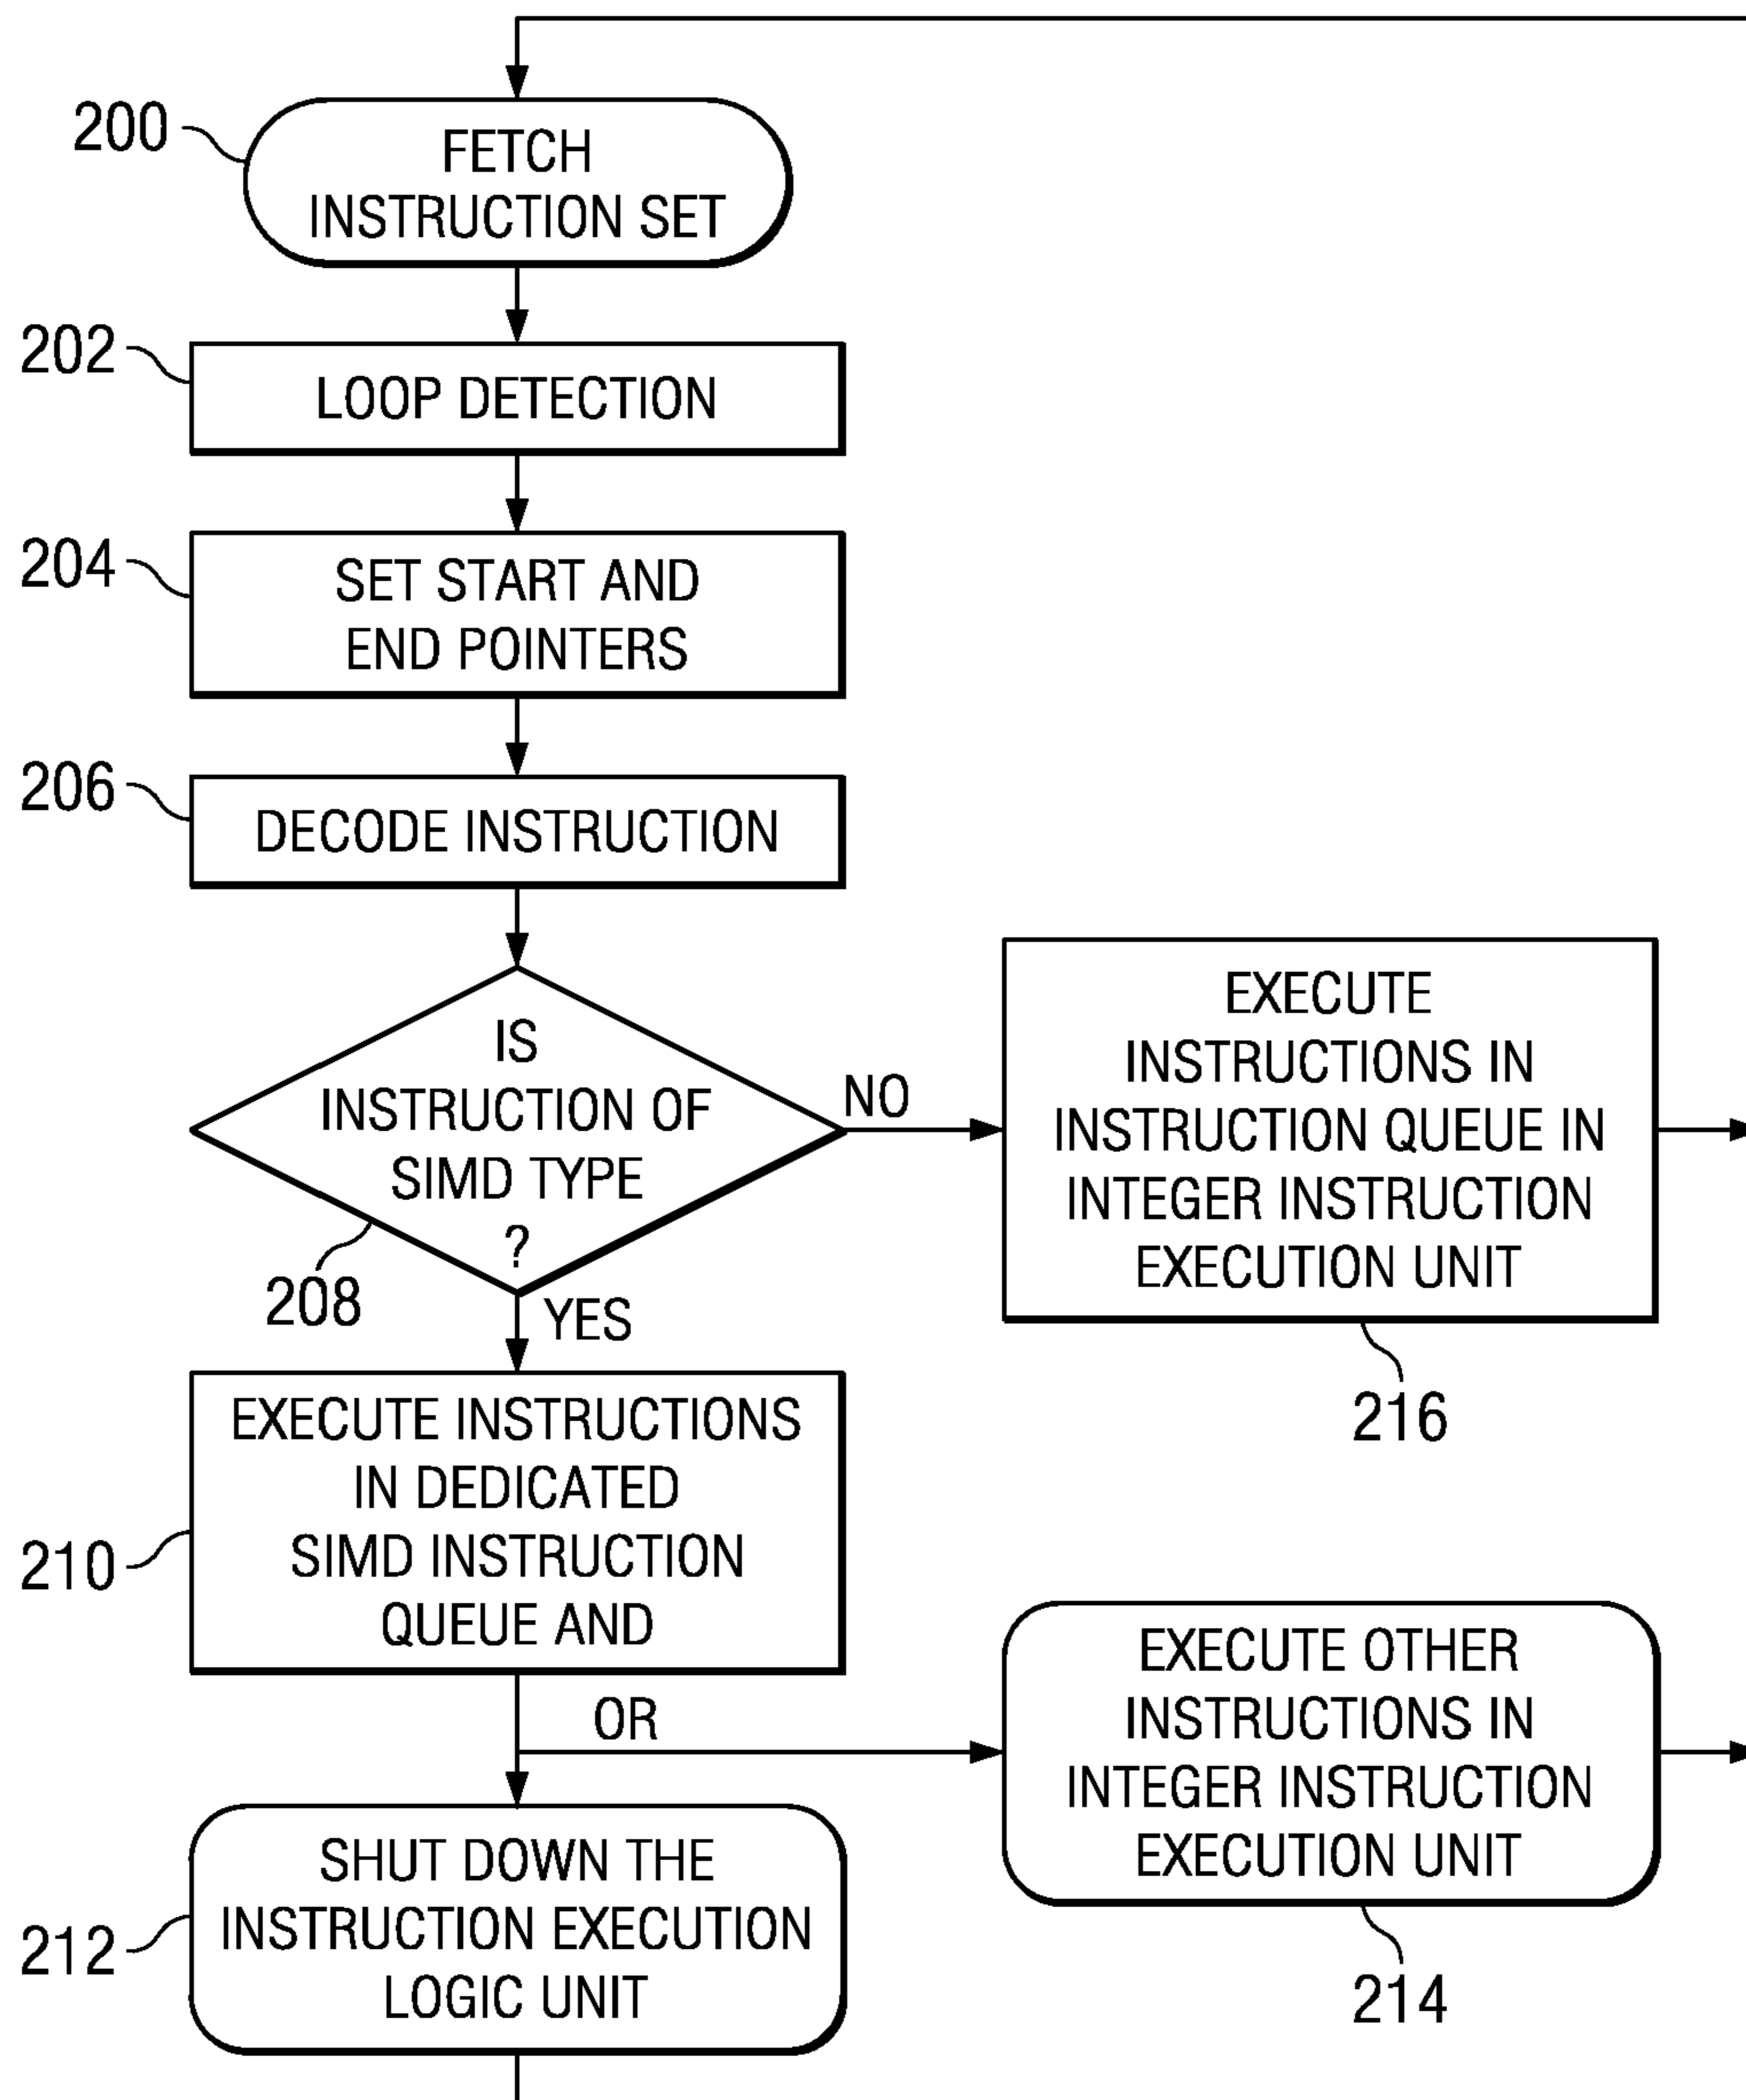 200
FETCH
INSTRUCTION SET
202
LOOP DETECTION
204
SET START AND
END POINTERS
206
DECODE INSTRUCTION
IS
INSTRUCTION OF
SIMD TYPE
?
208
NO
YES
EXECUTE
INSTRUCTIONS IN
INSTRUCTION QUEUE IN
INTEGER INSTRUCTION
EXECUTION UNIT
216
EXECUTE INSTRUCTIONS
IN DEDICATED
SIMD INSTRUCTION
QUEUE AND
210
OR
EXECUTE OTHER
INSTRUCTIONS IN
INTEGER INSTRUCTION
EXECUTION UNIT
214
SHUT DOWN THE
INSTRUCTION EXECUTION
LOGIC UNIT
212